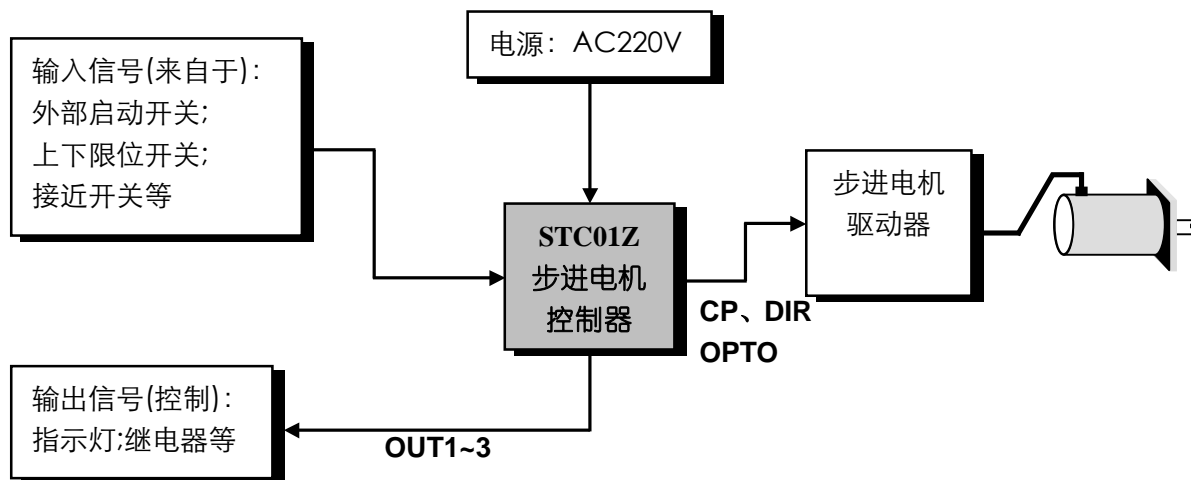 电源：AC220V
输入信号(来自于)：
外部启动开关;
上下限位开关;
接近开关等
步进电机
驱动器
STC01Z
步进电机
控制器
CP、DIR
OPTO
输出信号(控制)：
指示灯;继电器等
OUT1~3